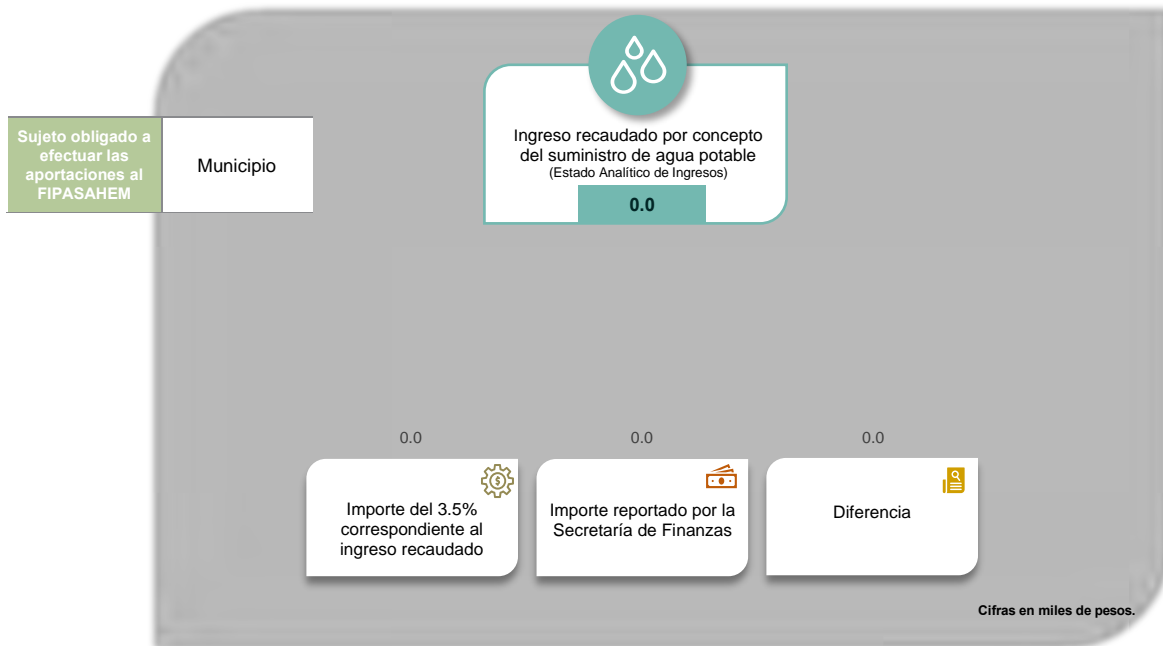 Ingreso recaudado por concepto
del suministro de agua potable
(Estado Analítico de Ingresos)
0.0
Sujeto obligado a
efectuar las
aportaciones al
FIPASAHEM
Municipio
0.0
0.0
0.0
Importe del 3.5%
correspondiente al
ingreso recaudado
Importe reportado por la
Secretaría de Finanzas
Diferencia
Cifras en miles de pesos.